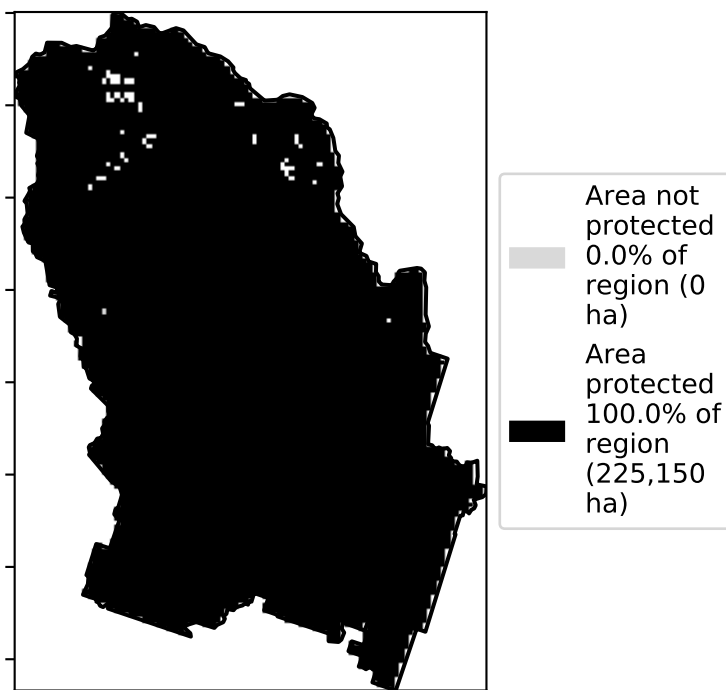 Area not
protected
0.0% of
region (0
ha)
Area
protected
100.0% of
region
(225,150
ha)